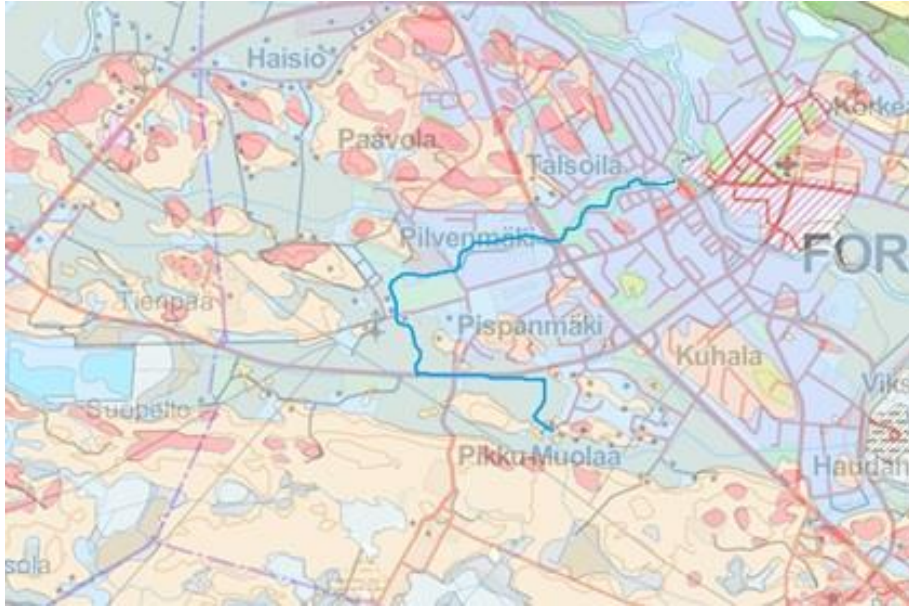 Haisio
Korkea
Paavola
Talsoila
Pilvenmäki
FOR
Tienpää
Pispanmäki
Kuhala
Suopelto
Viks
Pikku-Muolaa
Haudan
sola